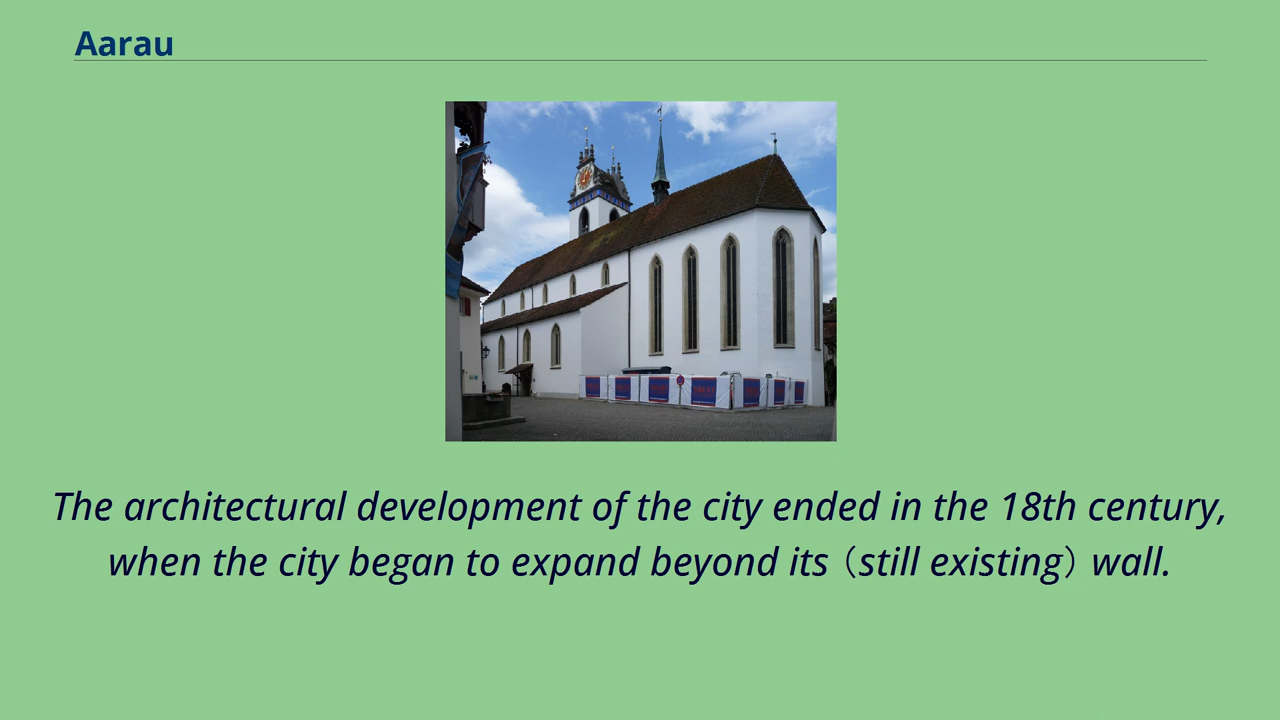 Aarau
The architectural development of the city ended in the 18th century,
when the city began to expand beyond its（still existing）wall.